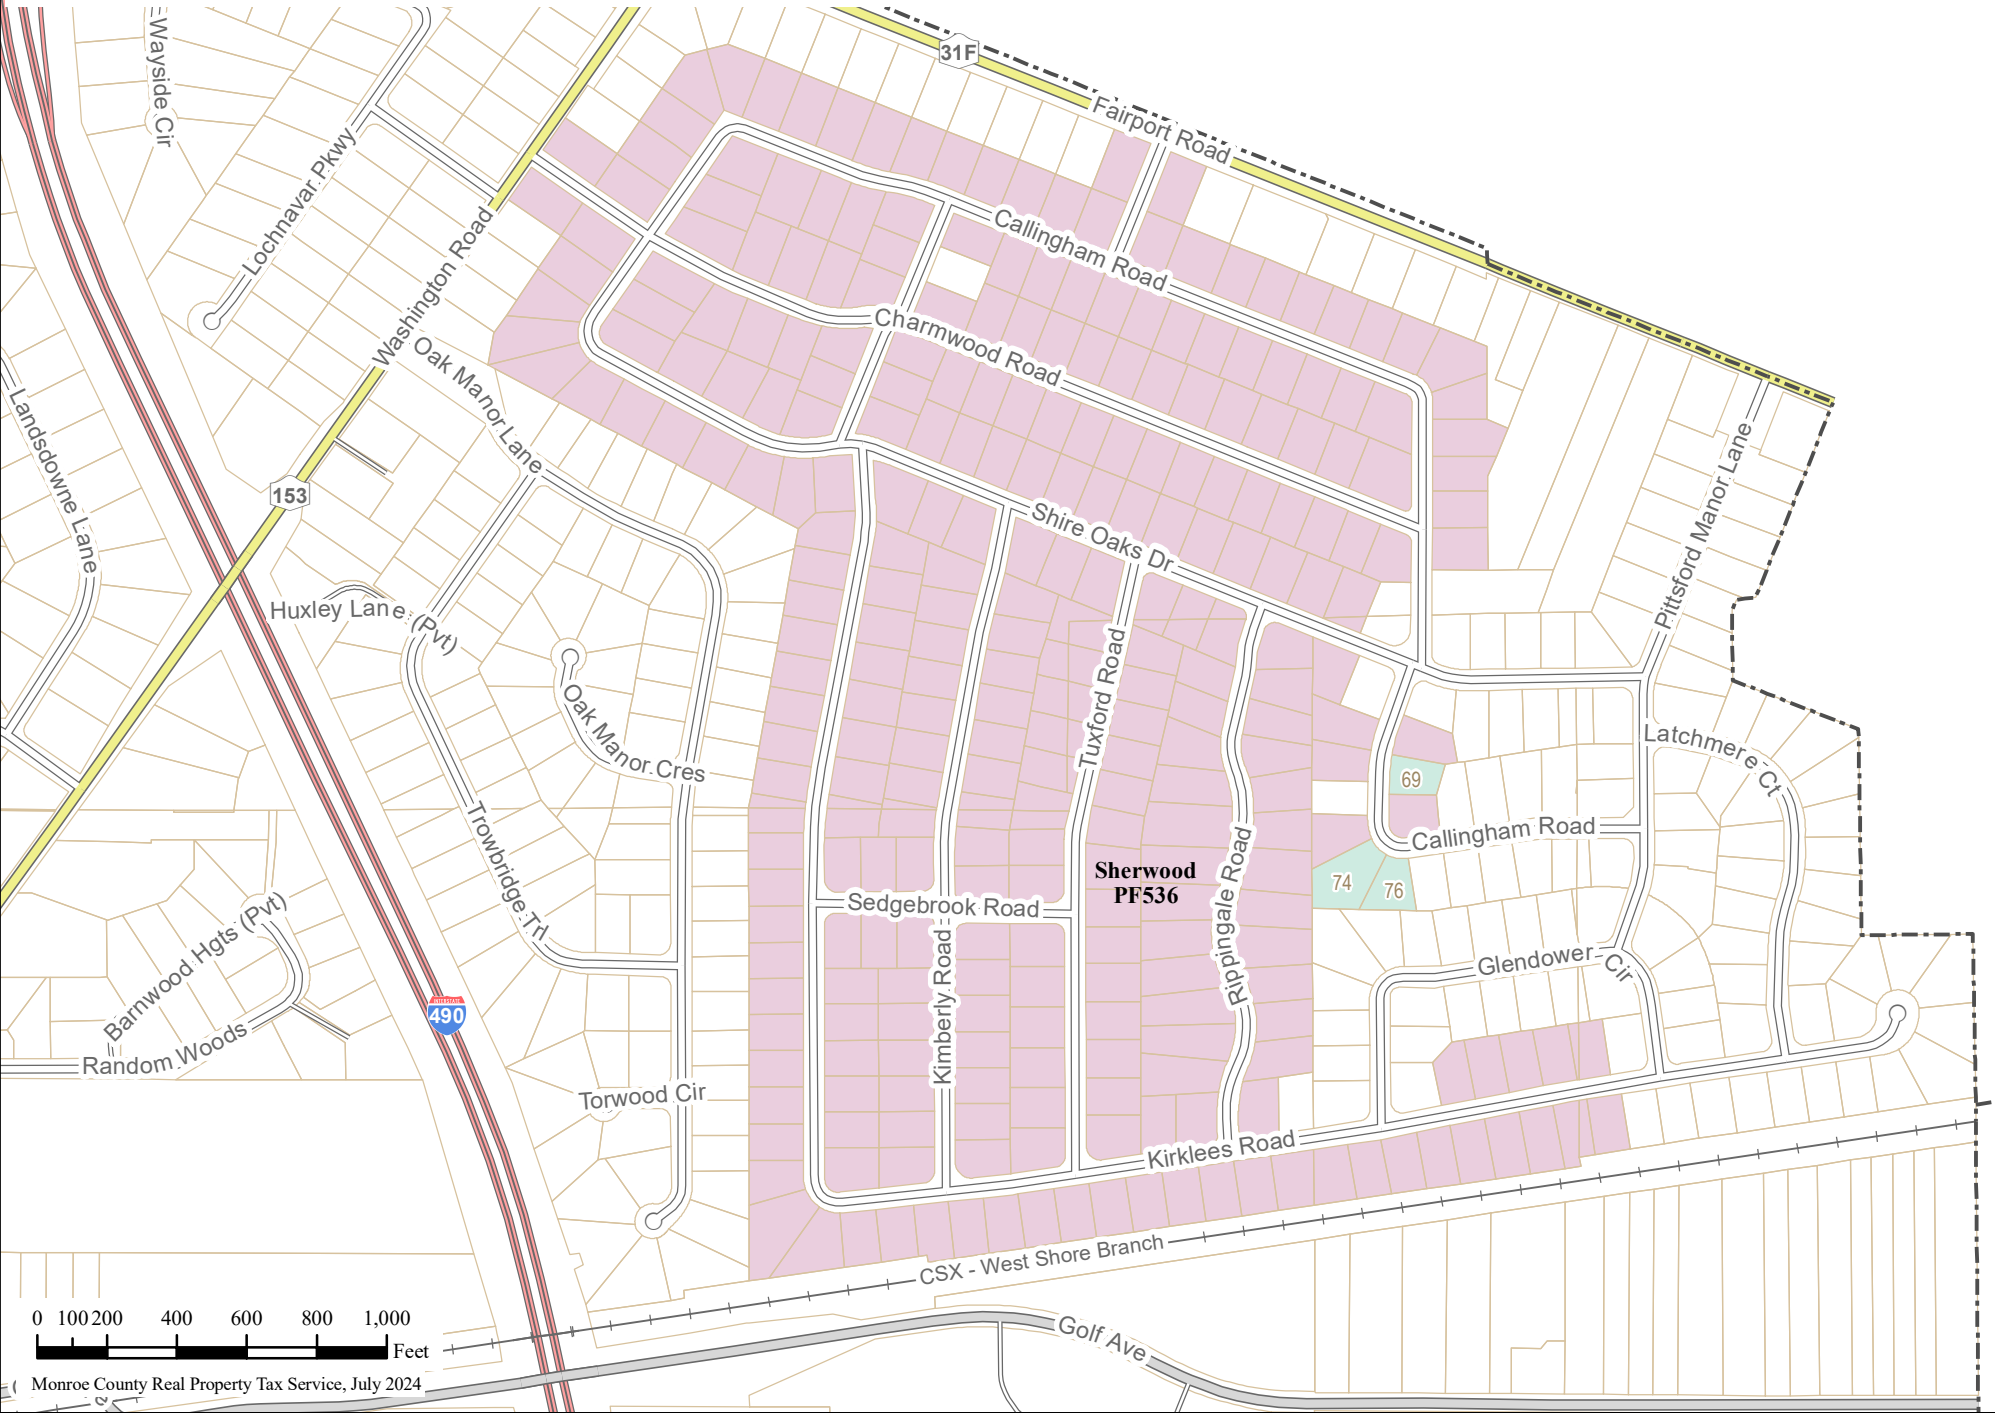 Wayside Cir
31F
Fairport Road
Lochnavar Pkwy
Washington Road
Callingham Road
Charmwood Road
Oak Manor Lane
Landsdowne Lane
153
Pittsford Manor Lane
Shire Oaks Dr
Huxley Lane (Pvt)
Tuxford Road
Oak Manor Cres
Latchmere Ct
69
Callingham Road
Trowbridge Trl
Sherwood
PF536
Rippingale Road
74
76
Sedgebrook Road
Barnwood Hgts (Pvt)
Kimberly Road
Glendower Cir
INTERSTATE
490
Random Woods
Torwood Cir
Kirklees Road
CSX - West Shore Branch
Golf Ave
0 100 200 400 600 800 1,000
Feet
Monroe County Real Property Tax Service, July 2024